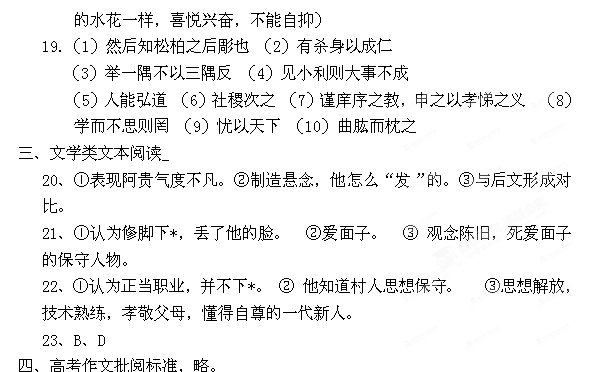 的水花一样，喜悦兴奋，不能自抑）
19.（1）然后知松柏之后彫也 （2）有杀身以成仁
（3）举一隅不以三隅反 （4）见小利则大事不成
（5）人能弘道 （6）社稷次之 （7）谨庠序之教，申之以孝悌之义 （8）
学而不思则罔 （9）忧以天下 （10）曲肱而枕之
三、文学类文本阅读_
20、①表现阿贵气度不凡。②制造悬念，他怎么“发”的。③与后文形成对
比。
21、①认为修脚下*，丢了他的脸。 ②爱面子。 ③ 观念陈旧，死爱面子
的保守人物。
22、①认为正当职业，并不下*。② 他知道村人思想保守。 ③思想解放，
技术熟练，孝敬父母，懂得自尊的一代新人。
23、B、D
四、高考作文批阅标准，略。